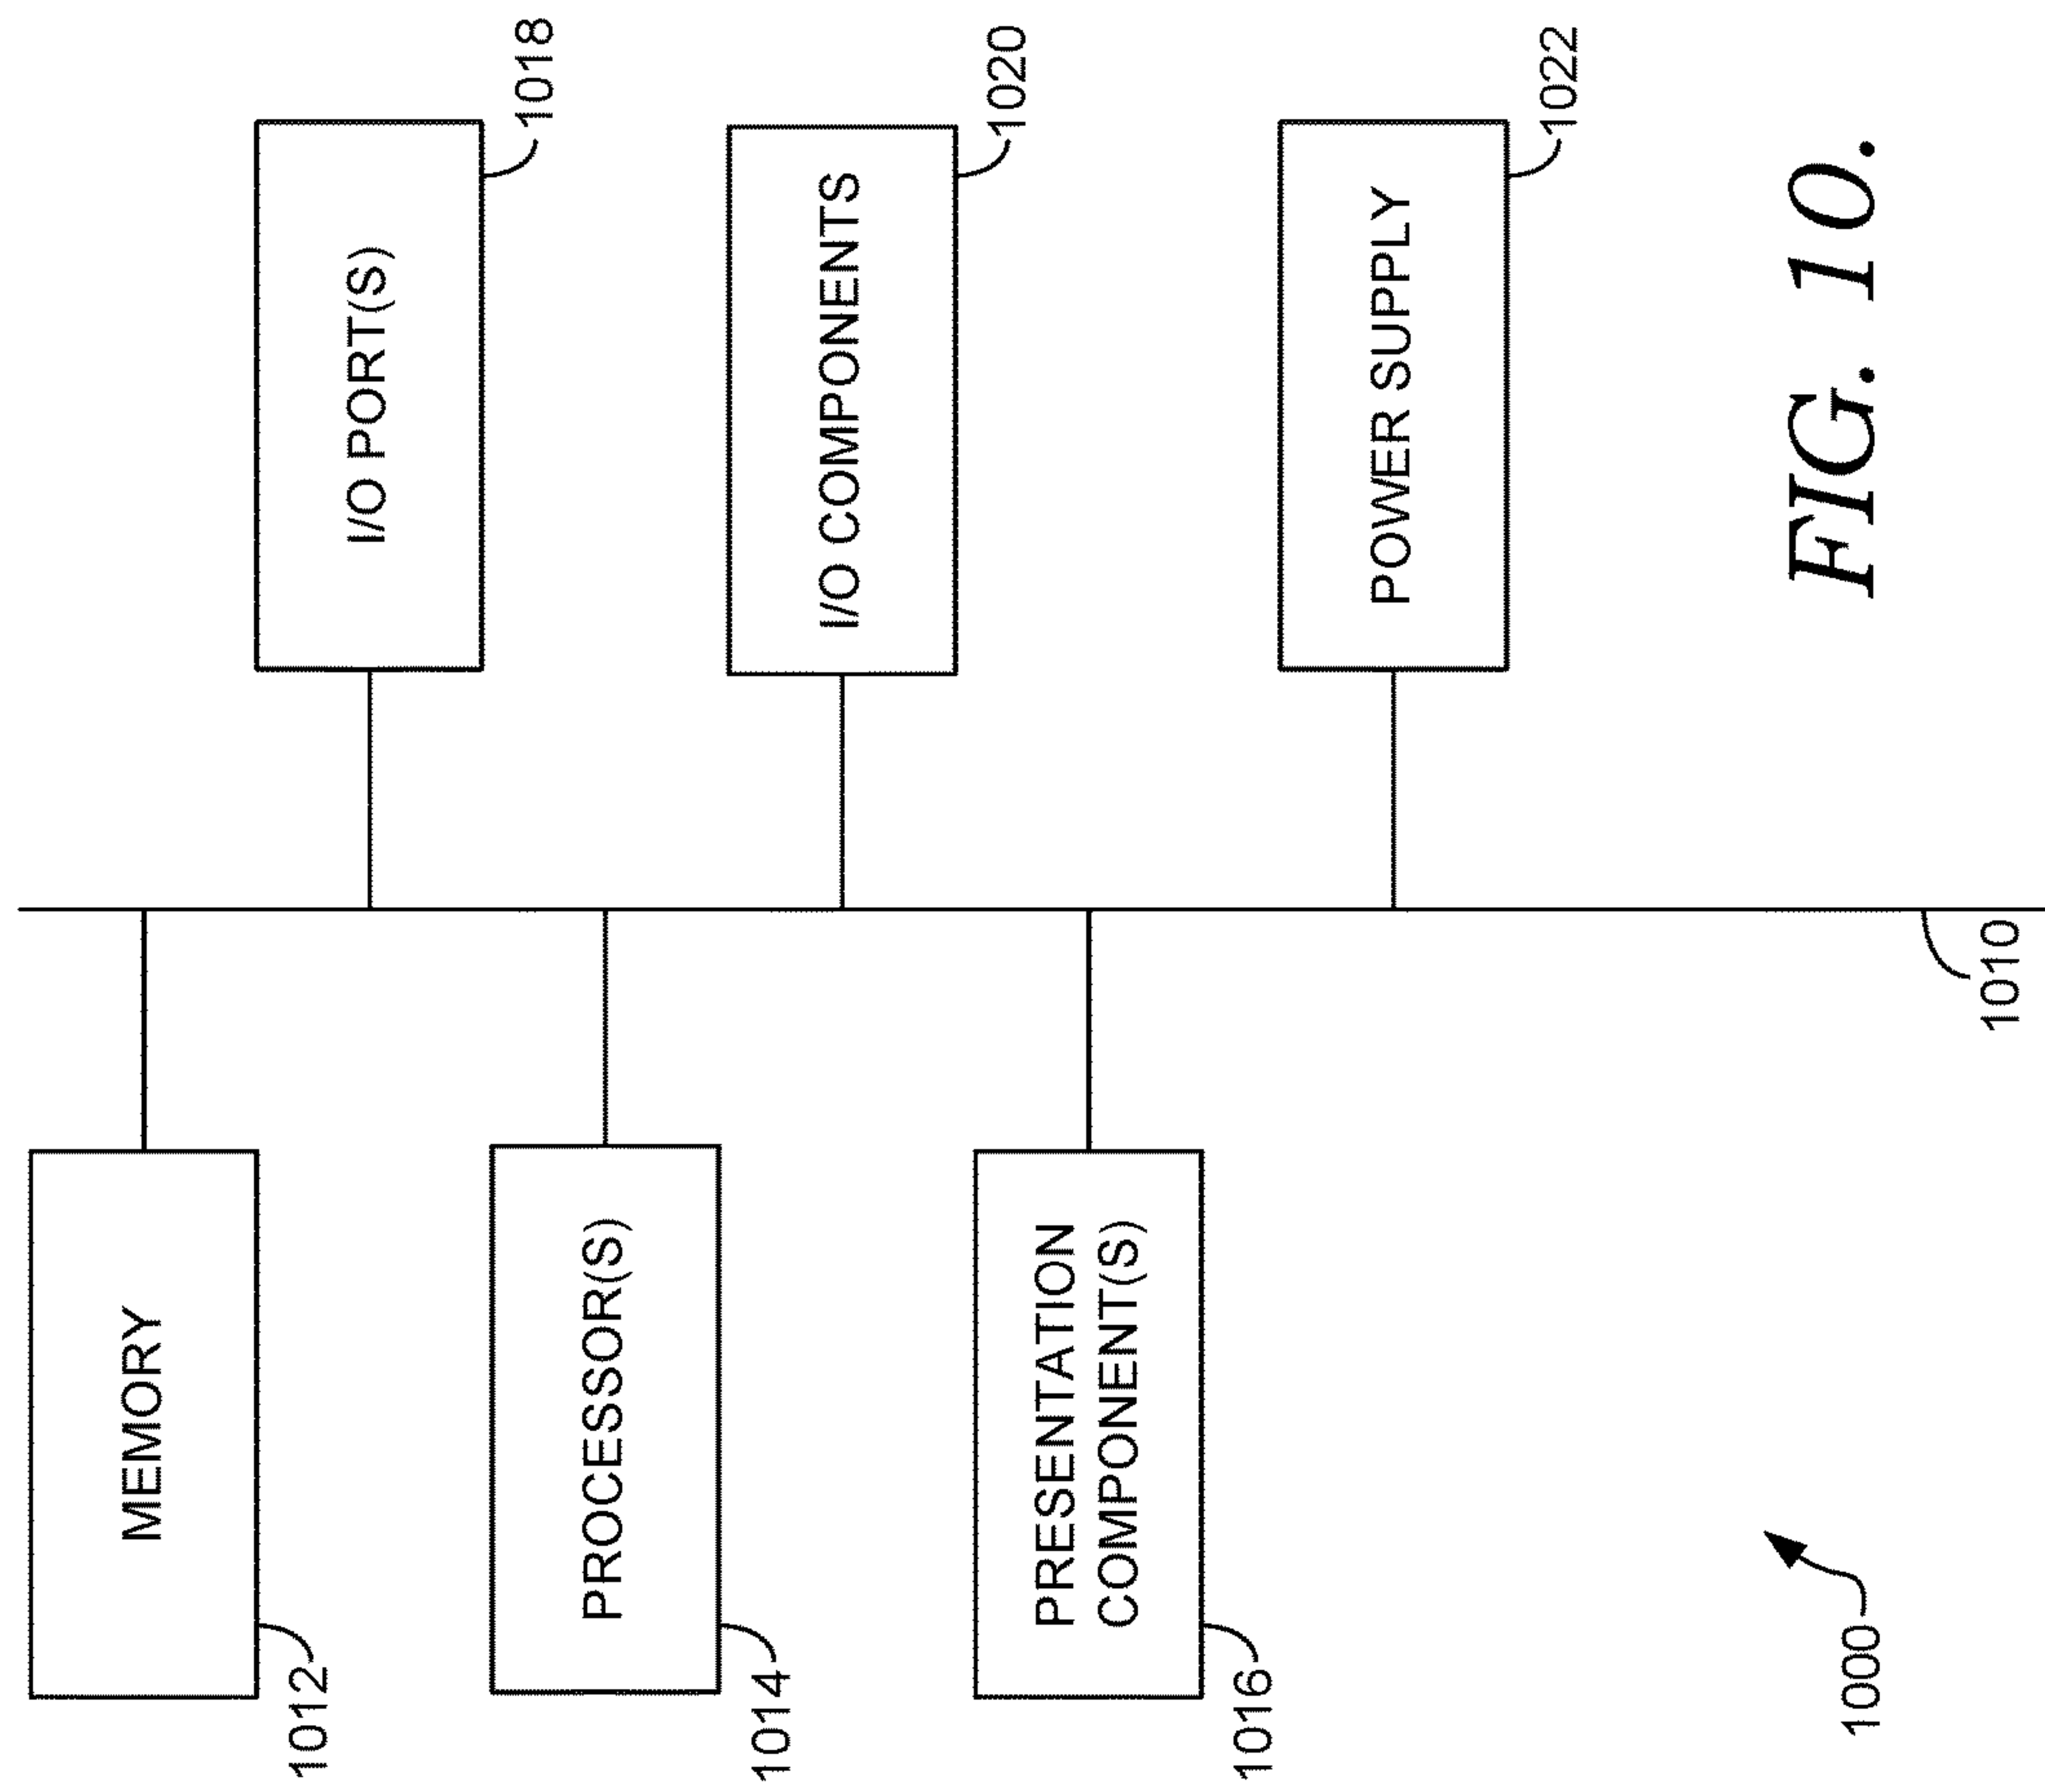 MEMORY
1012
PROCESSOR(S)
1014
PRESENTATION
COMPONENT(S)
1016
1000
I/O PORT(S)
1018
I/O COMPONENTS
1020
POWER SUPPLY
1022
1010
FIG. 10.